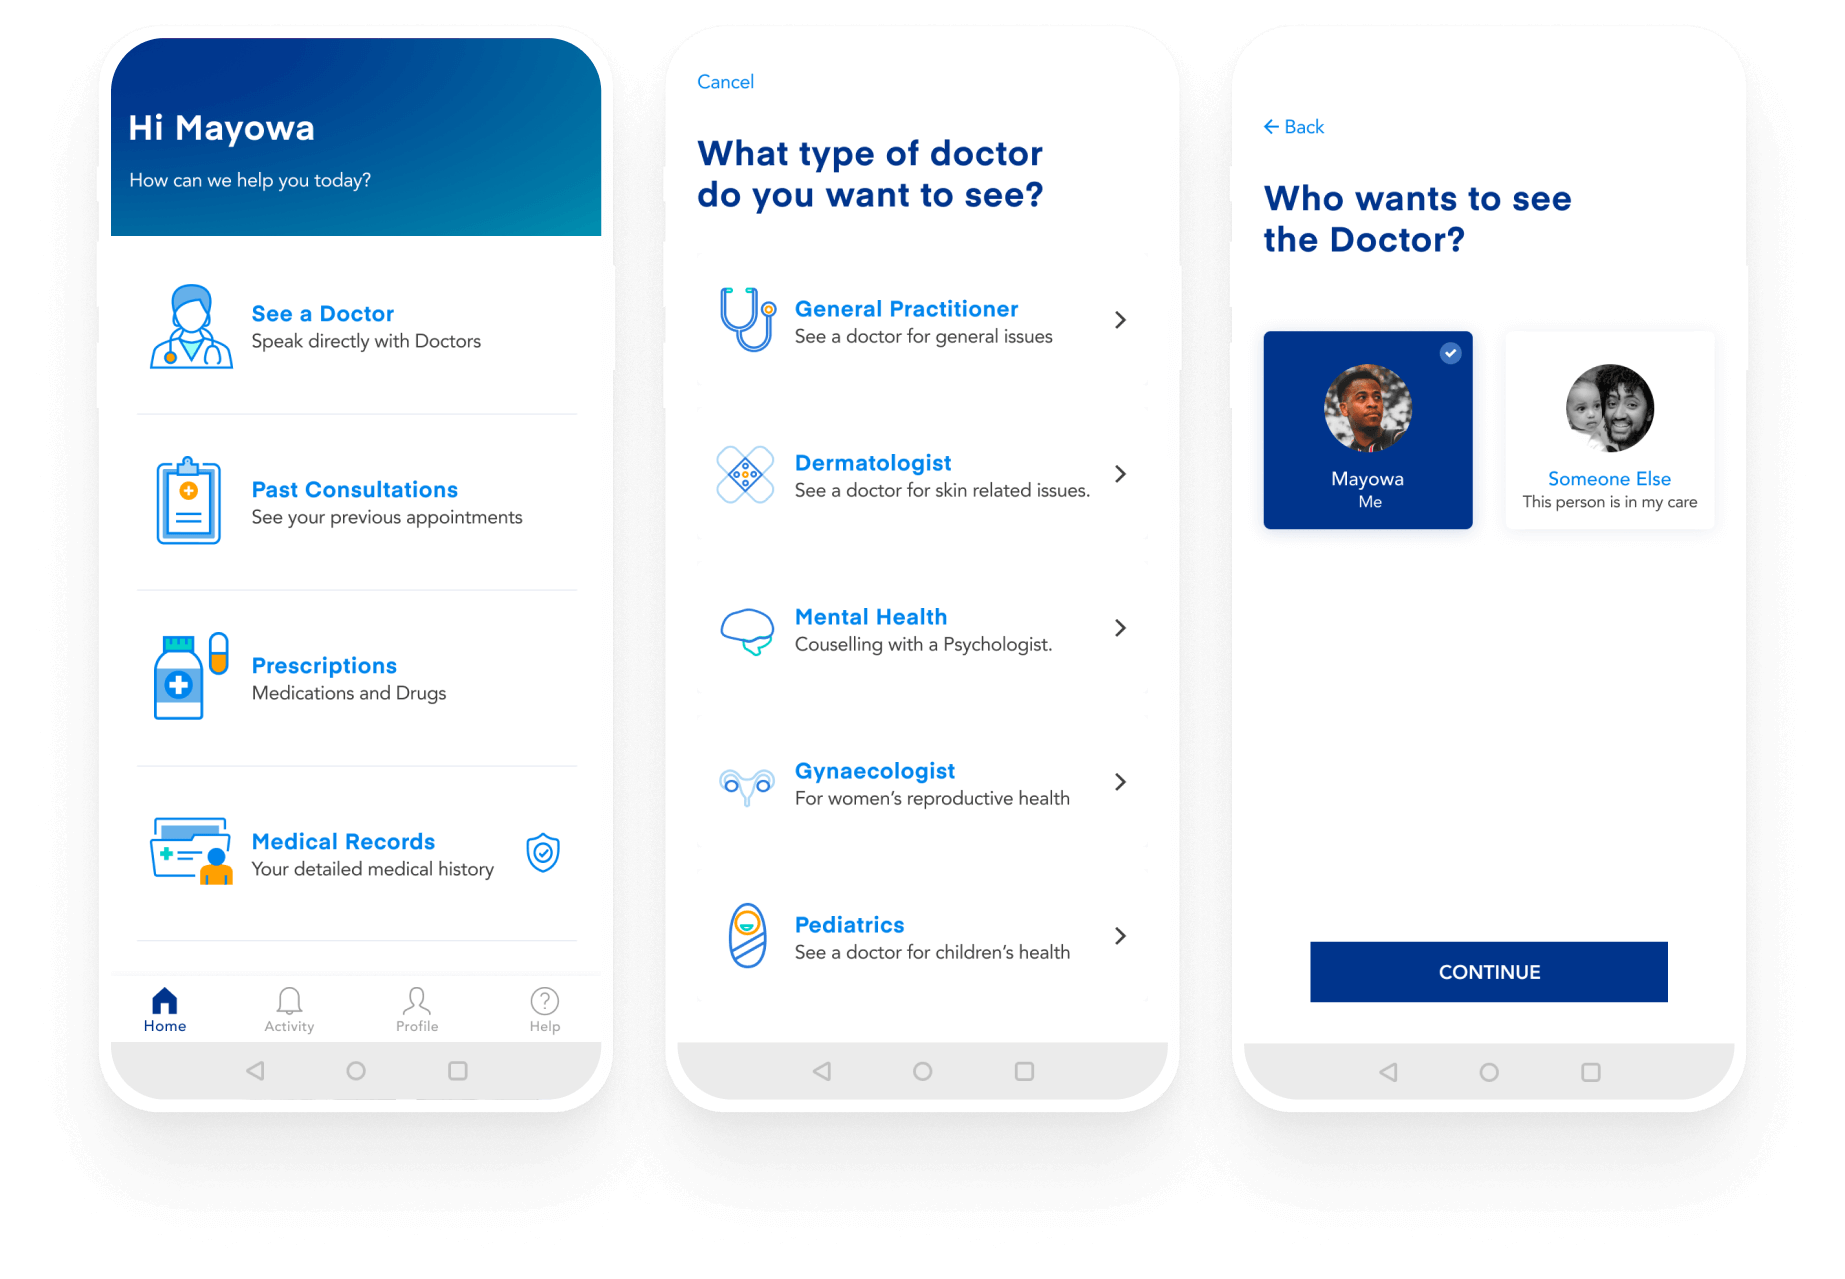 Hi Mayowa
How can we help you today?
See a Doctor
Speak directly with Doctors
Past Consultations
See your previous appointments
Prescriptions
Medications and Drugs
Medical Records
Your detailed medical history
Home
Activity
Profile
Help
Cancel
What type of doctor
do you want to see?
General Practitioner
See a doctor for general issues
Dermatologist
See a doctor for skin related issues.
Mental Health
Couselling with a Psychologist.
Gynaecologist
For women’s reproductive health
Pediatrics
See a doctor for children’s health
Back
Who wants to see
the Doctor?
Mayowa
Me
Someone Else
This person is in my care
CONTINUE